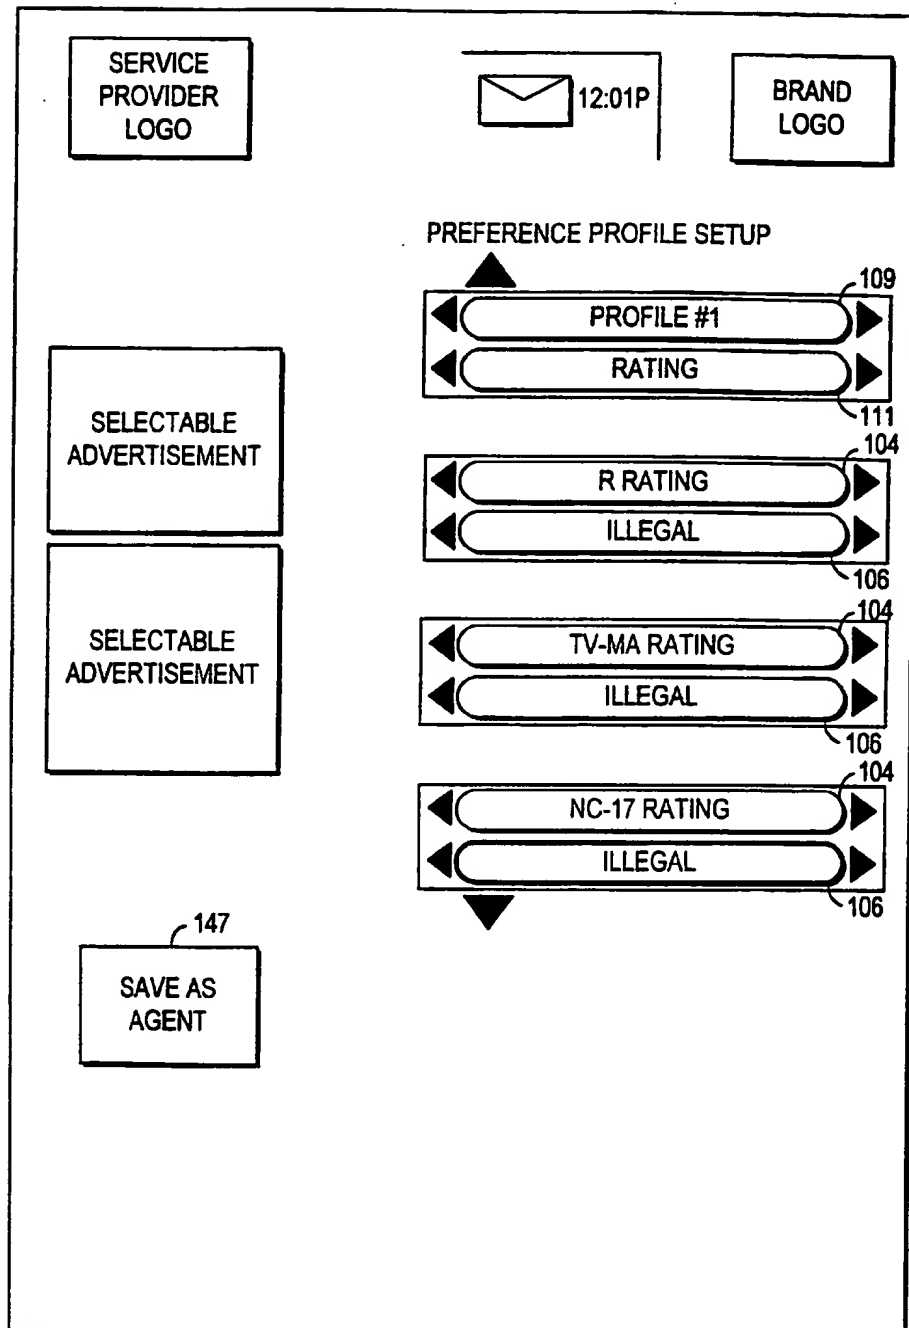 SERVICE
PROVIDER
LOGO
12:01P
BRAND
LOGO
PREFERENCE PROFILE SETUP
109
PROFILE #1
RATING
111
SELECTABLE
ADVERTISEMENT
104
R RATING
ILLEGAL
106
SELECTABLE
ADVERTISEMENT
104
TV-MA RATING
ILLEGAL
106
104
NC-17 RATING
ILLEGAL
106
147
SAVE AS
AGENT